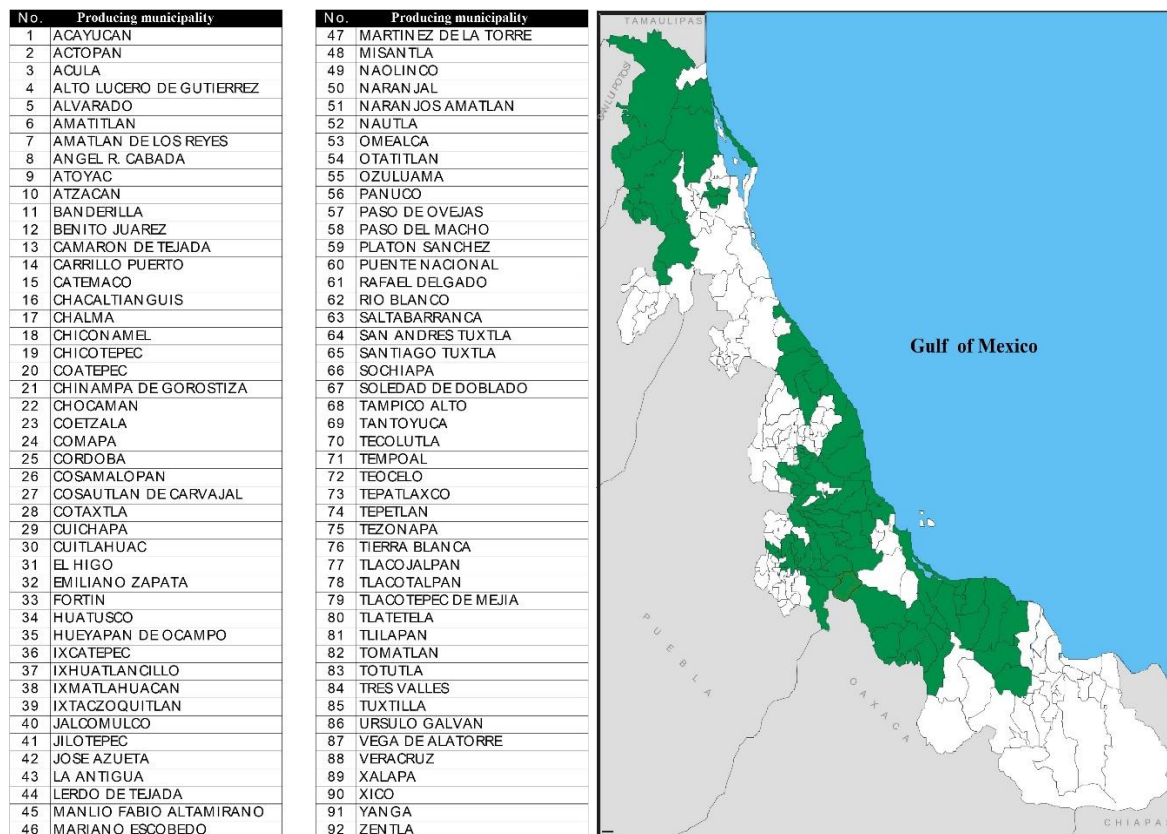 No. Producing municipality
1 ACAYUCAN
2 ACTOPAN
3 ACULA
4 ALTO LUCERO DE GUTIERREZ
5 ALVARADO
6 AMATITLAN
7 AMATLAN DE LOS REYES
8 ANGEL R. CABADA
9 ATOYAC
10 ATZACAN
11 BANDERILLA
12 BENITO JUAREZ
13 CAMARON DE TEJADA
14 CARRILLO PUERTO
15 CATEMACO
16 CHACALTIANGUIS
17 CHALMA
18 CHICONAMEL
19 CHICOTEPEC
20 COATEPEC
21 CHINAMPA DE GOROSTIZA
22 CHOCAMAN
23 COETZALA
24 COMAPA
25 CORDOBA
26 COSAMALOPAN
27 COSAUTLAN DE CARVAJAL
28 COTAXTLA
29 CUICHAPA
30 CUITLAHUAC
31 EL HIGO
32 EMILIANO ZAPATA
33 FORTIN
34 HUATUSCO
35 HUEYAPAN DE OCAMPO
36 IXCATEPEC
37 IXHUATLANCILLO
38 IXMATLAHUACAN
39 IXTACZOQUITLAN
40 JALCOMULCO
41 JILOTEPEC
42 JOSE AZUETA
43 LA ANTIGUA
44 LERDO DE TEJADA
45 MANLIO FABIO ALTAMIRANO
46 MARIANO ESCOBEDO
No. Producing municipality
47 MARTINEZ DE LA TORRE
48 MISANTLA
49 NAOLINCO
50 NARANJAL
51 NARANJOS AMATLAN
52 NAUTLA
53 OMEALCA
54 OTATITLAN
55 OZULUAMA
56 PANUCO
57 PASO DE OVEJAS
58 PASO DEL MACHO
59 PLATON SANCHEZ
60 PUENTE NACIONAL
61 RAFAEL DELGADO
62 RIO BLANCO
63 SALTABARRANCA
64 SAN ANDRES TUXTLA
65 SANTIAGO TUXTLA
66 SOCHIAPA
67 SOLEDAD DE DOBLADO
68 TAMPICO ALTO
69 TANTOYUCA
70 TECOLUTLA
71 TEMPOAL
72 TEOCELO
73 TEPATLAXCO
74 TEPETLAN
75 TEZONAPA
76 TIERRA BLANCA
77 TLACOJALPAN
78 TLACOTALPAN
79 TLACOTEPEC DE MEJIA
80 TLATETELA
81 TLILAPAN
82 TOMATLAN
83 TOTUTLA
84 TRES VALLES
85 TUXTILLA
86 URSULO GALVAN
87 VEGA DE ALATORRE
88 VERACRUZ
89 XALAPA
90 XICO
91 YANGA
92 ZENTLA
TAMAULIPAS
SAN LUI POTOSI
Gulf of Mexico
PUEBLA
OAXACA
CHIAPAS